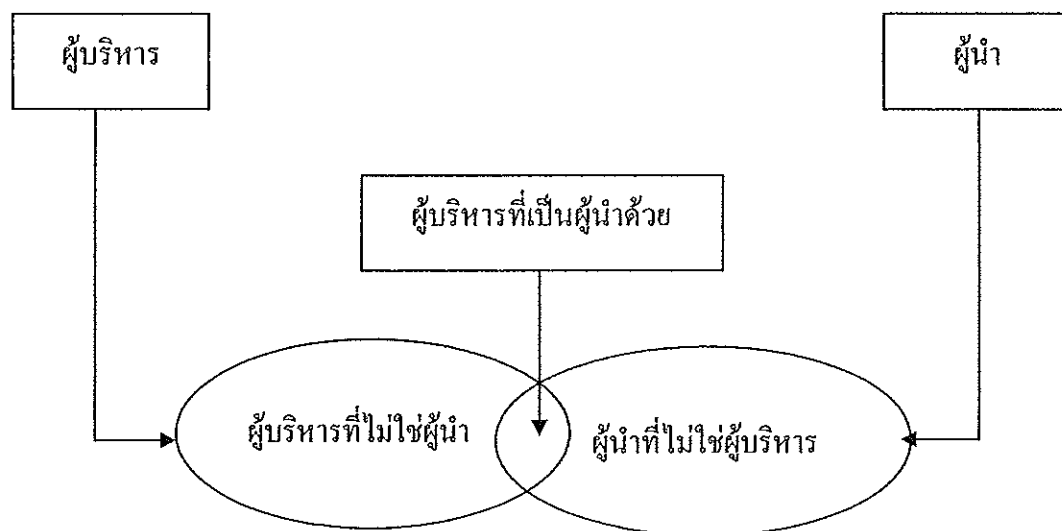 ผู้บริหาร
ผู้นำ
ผู้บริหารที่เป็นผู้นำด้วย
ผู้บริหารที่ไม่ใช่ผู้นำ
ผู้นำที่ไม่ใช่ผู้บริหาร